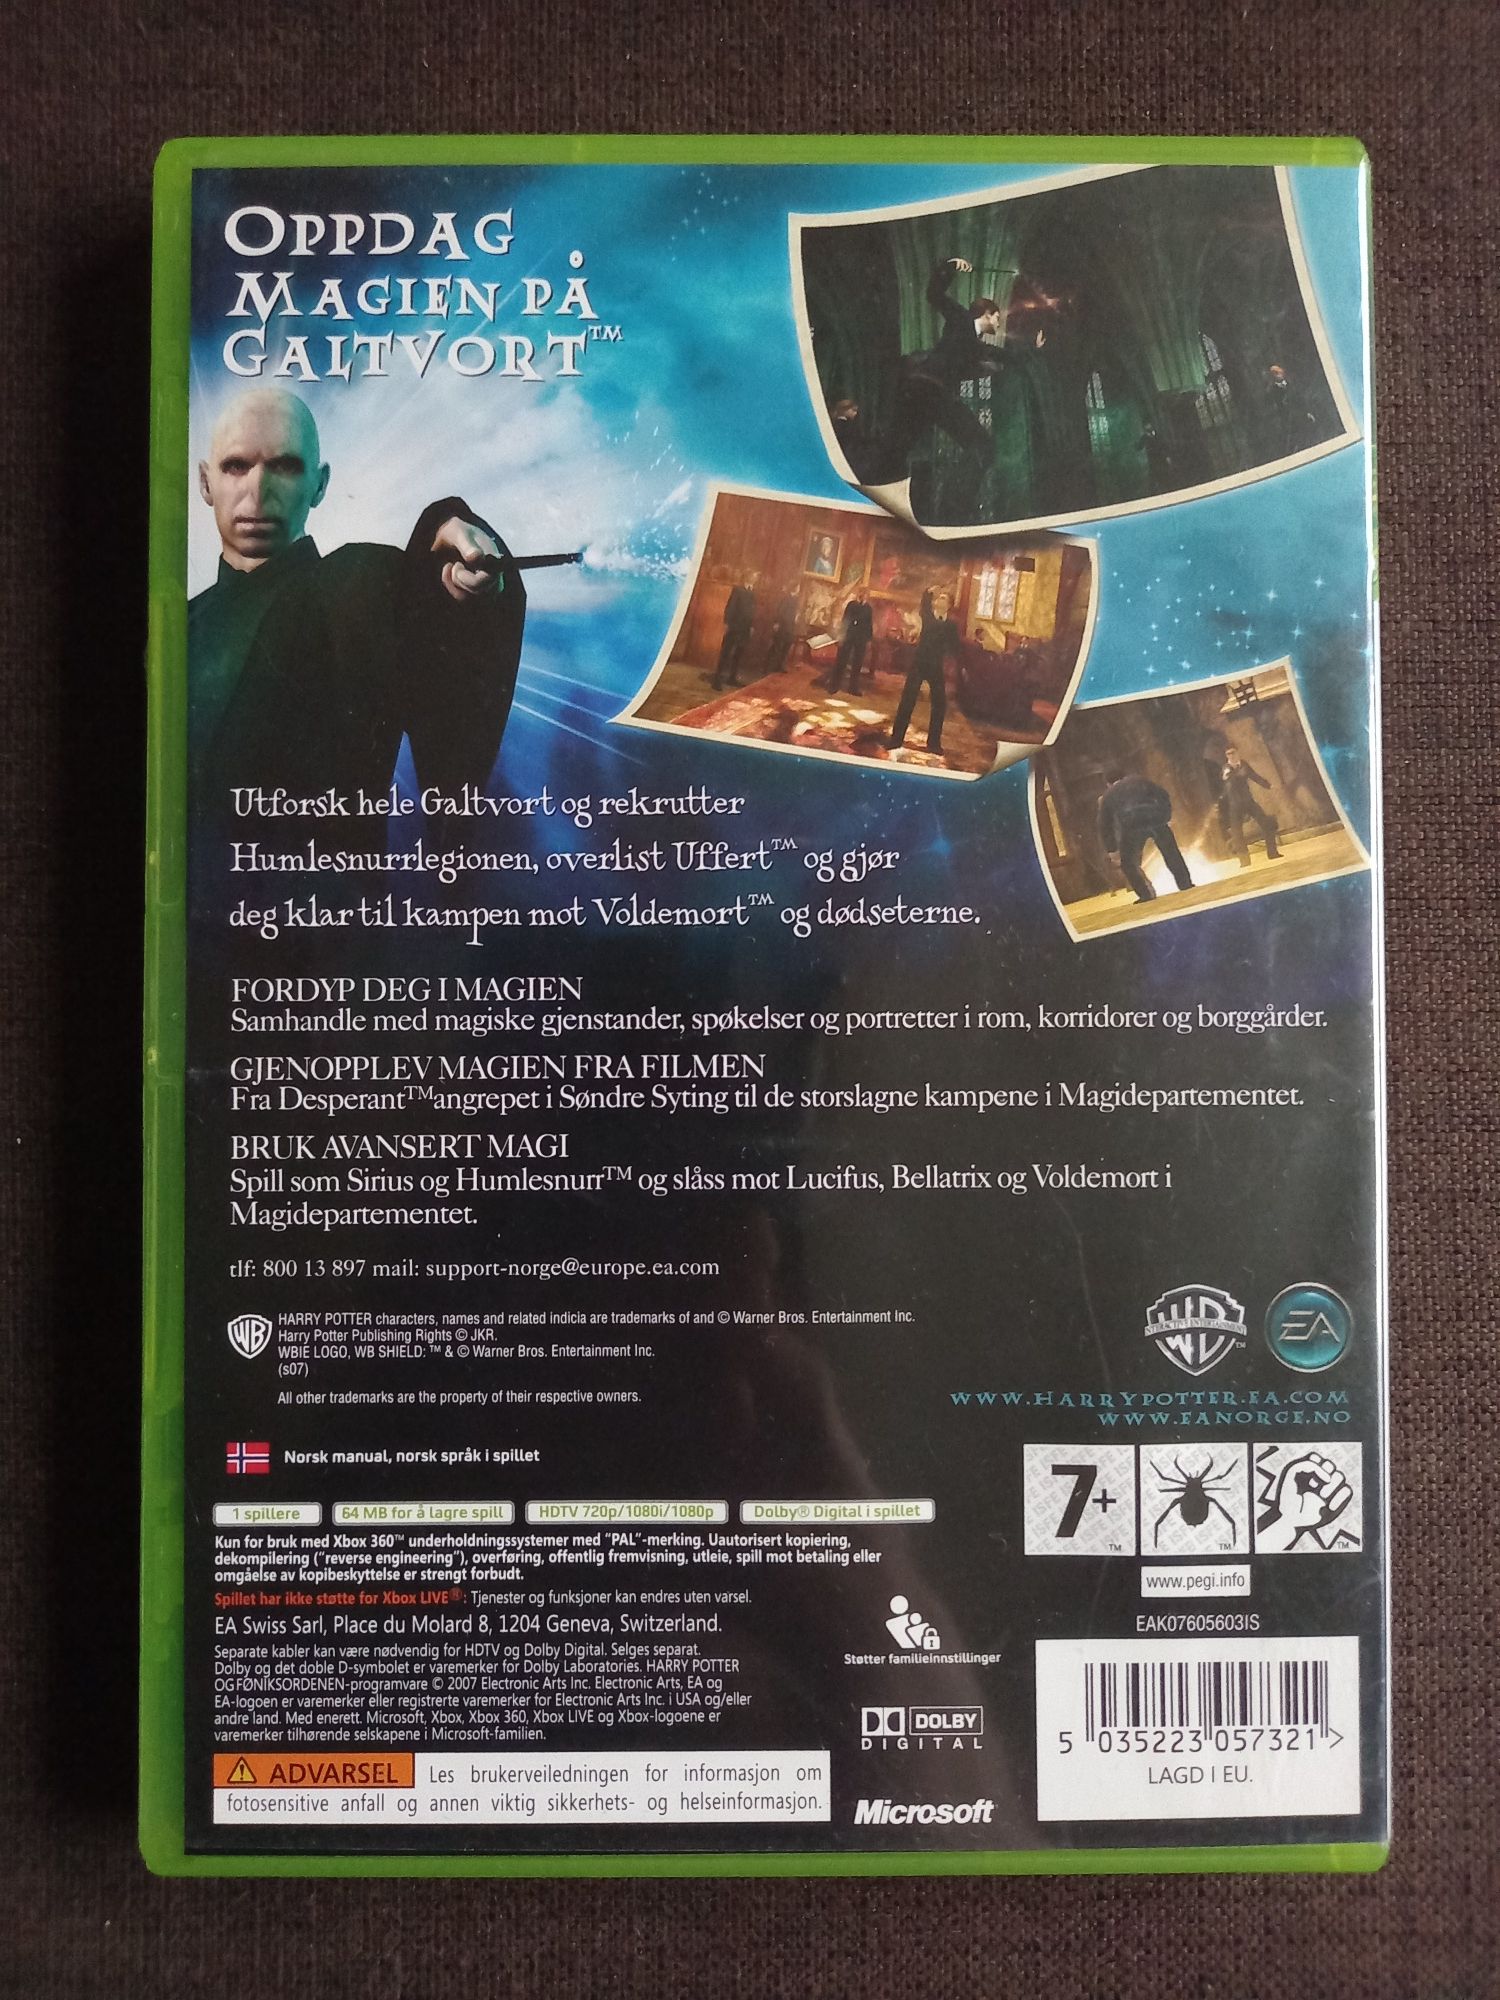 OPPDAG
MAGIEN PÅ
GALTVORT™
Utforsk hele Galtvort og rekrutter
Humlesnurrlegionen, overlist Uffert™ og gjør
deg klar til kampen mot Voldemort™ og dødseterne.
FORDYP DEG I MAGIEN
Samhandle med magiske gjenstander, spøkelser og portretter i rom, korridorer og borggårder.
GJENOPPLEV MAGIEN FRA FILMEN
Fra Desperant™angrepet i Søndre Syting til de storslagne kampene i Magidepartementet.
BRUK AVANSERT MAGI
Spill som Sirius og Humlesnurr™ og slåss mot Lucifus, Bellatrix og Voldemort i
Magidepartementet.
tlf: 800 13 897 mail: support-norge@europe.ea.com
WB
HARRY POTTER characters, names and related indicia are trademarks of and © Warner Bros. Entertainment Inc.
Harry Potter Publishing Rights © JKR.
WBIE LOGO, WB SHIELD: ™ & © Warner Bros. Entertainment Inc.
(s07)
All other trademarks are the property of their respective owners.
INTERACTIVE ENTERTAINMENT ™
EA
WWW.HARRYPOTTER.EA.COM
WWW.EANORGE.NO
Norsk manual, norsk språk i spillet
1 spillere
64 MB for å lagre spill
HDTV 720p/1080i/1080p
Dolby® Digital i spillet
Kun for bruk med Xbox 360™ underholdningssystemer med "PAL"-merking. Uautorisert kopiering,
dekompilering ("reverse engineering"), overføring, offentlig fremvisning, utleie, spill mot betaling eller
omgåelse av kopibeskyttelse er strengt forbudt.
Spillet har ikke støtte for Xbox LIVE®: Tjenester og funksjoner kan endres uten varsel.
EA Swiss Sarl, Place du Molard 8, 1204 Geneva, Switzerland.
Separate kabler kan være nødvendig for HDTV og Dolby Digital. Selges separat.
Dolby og det doble D-symbolet er varemerker for Dolby Laboratories. HARRY POTTER
OG FØNIKSORDENEN-programvare © 2007 Electronic Arts Inc. Electronic Arts, EA og
EA-logoen er varemerker eller registrerte varemerker for Electronic Arts Inc. i USA og/eller
andre land. Med enerett. Microsoft, Xbox, Xbox 360, Xbox LIVE og Xbox-logoene er
varemerker tilhørende selskapene i Microsoft-familien.
ADVARSEL Les brukerveiledningen for informasjon om
fotosensitive anfall og annen viktig sikkerhets- og helseinformasjon.
Støtter familieinnstillinger
DOLBY
DIGITAL
Microsoft
7+
™ ™ ™
www.pegi.info
EAK07605603IS
5 035223 057321 >
LAGD I EU.